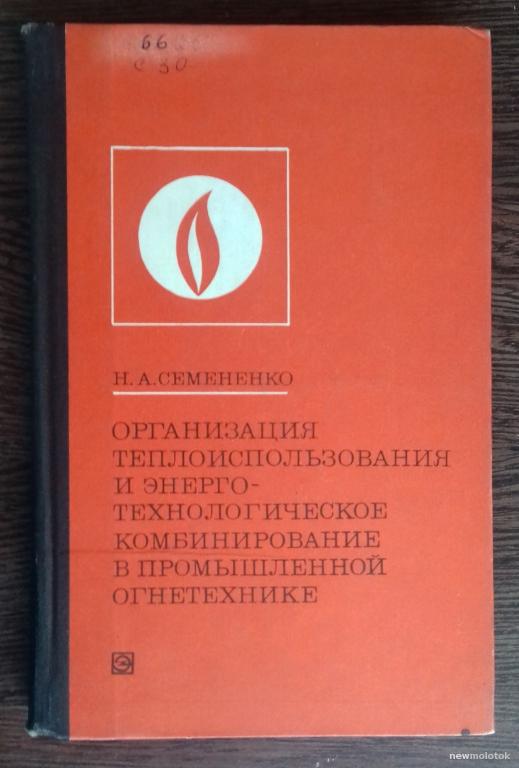 66
С 30
Н. А. СЕМЕНЕНКО
ОРГАНИЗАЦИЯ
ТЕПЛОИСПОЛЬЗОВАНИЯ
И ЭНЕРГО-
ТЕХНОЛОГИЧЕСКОЕ
КОМБИНИРОВАНИЕ
В ПРОМЫШЛЕННОЙ
ОГНЕТЕХНИКЕ
newmolotok